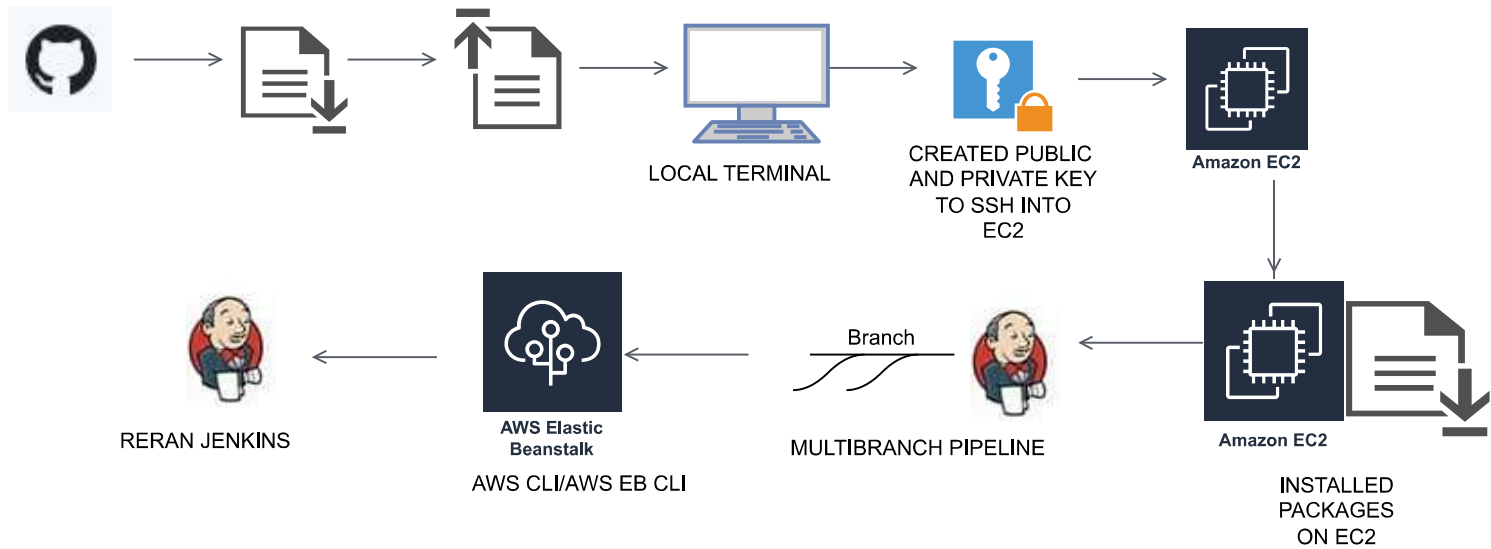 LOCAL TERMINAL
CREATED PUBLIC
AND PRIVATE KEY
TO SSH INTO
EC2
Amazon EC2
Amazon EC2
INSTALLED
PACKAGES
ON EC2
Branch
MULTIBRANCH PIPELINE
AWS Elastic
Beanstalk
AWS CLI/AWS EB CLI
RERAN JENKINS